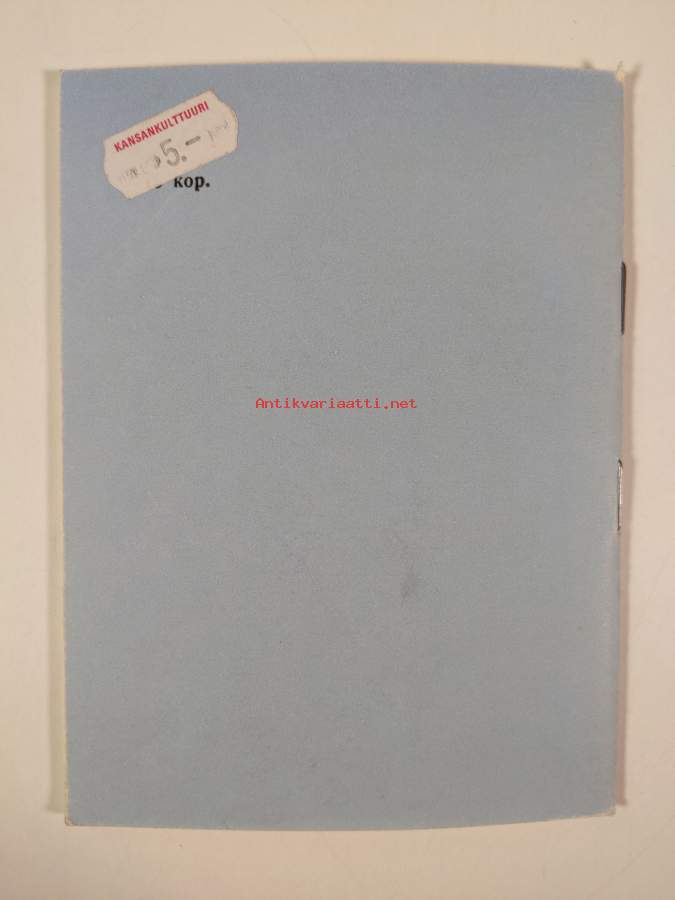 KANSANKULTTUURI
5.–
kop.
Antikvariaatti.net